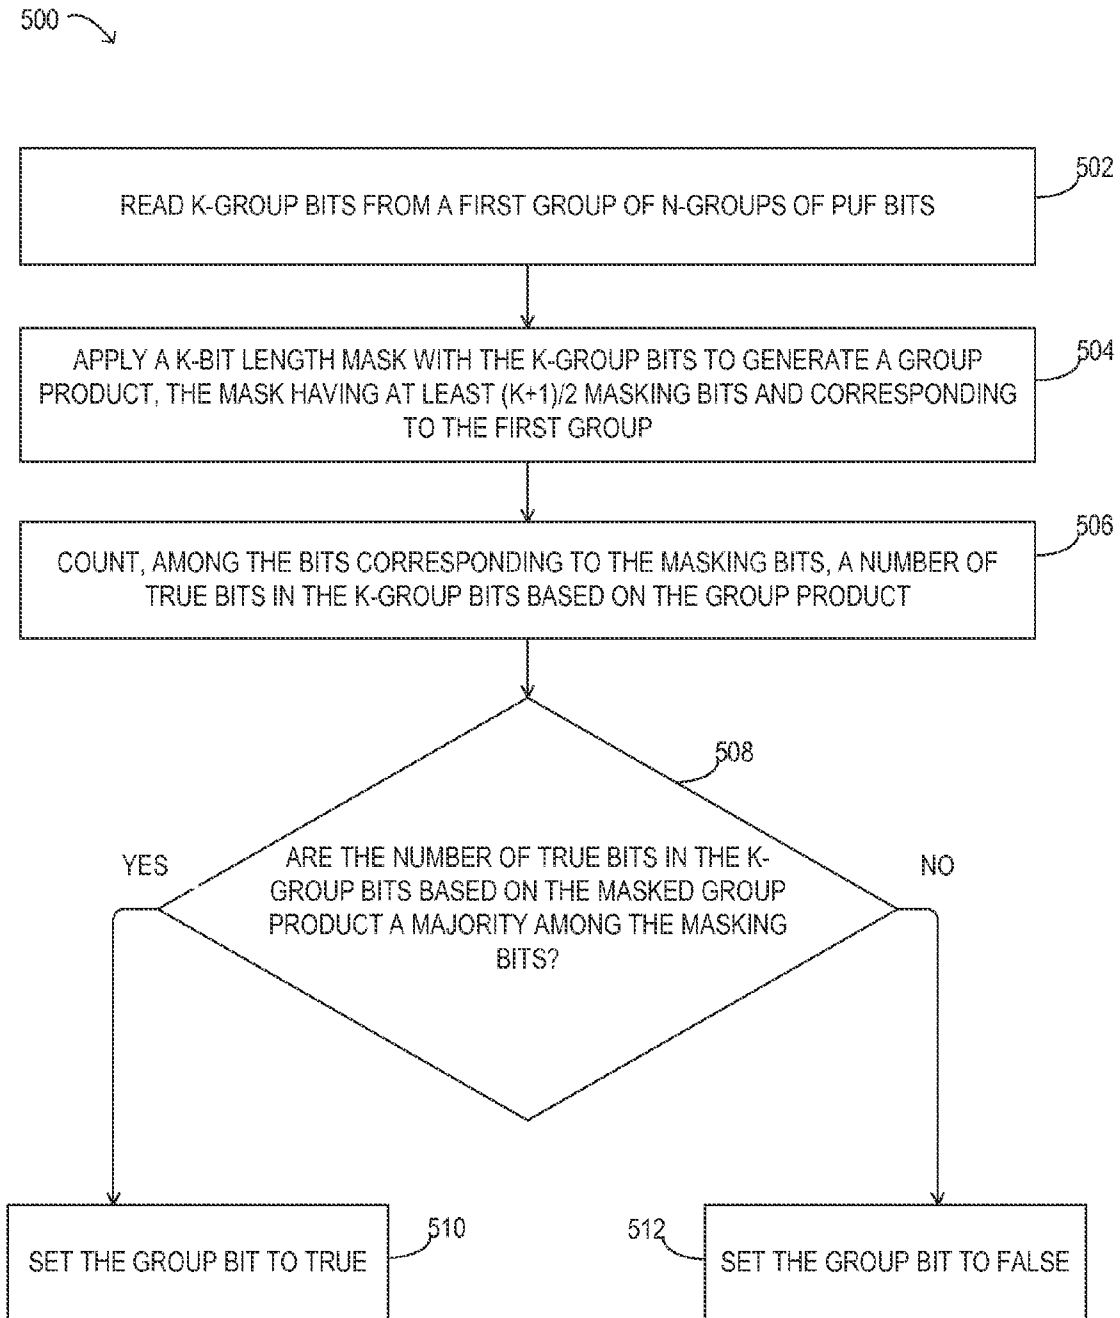 500
502
READ K-GROUP BITS FROM A FIRST GROUP OF N-GROUPS OF PUF BITS
504
APPLY A K-BIT LENGTH MASK WITH THE K-GROUP BITS TO GENERATE A GROUP
PRODUCT, THE MASK HAVING AT LEAST (K+1)/2 MASKING BITS AND CORRESPONDING
TO THE FIRST GROUP
506
COUNT, AMONG THE BITS CORRESPONDING TO THE MASKING BITS, A NUMBER OF
TRUE BITS IN THE K-GROUP BITS BASED ON THE GROUP PRODUCT
508
YES
NO
ARE THE NUMBER OF TRUE BITS IN THE K-
GROUP BITS BASED ON THE MASKED GROUP
PRODUCT A MAJORITY AMONG THE MASKING
BITS?
510
SET THE GROUP BIT TO TRUE
512
SET THE GROUP BIT TO FALSE